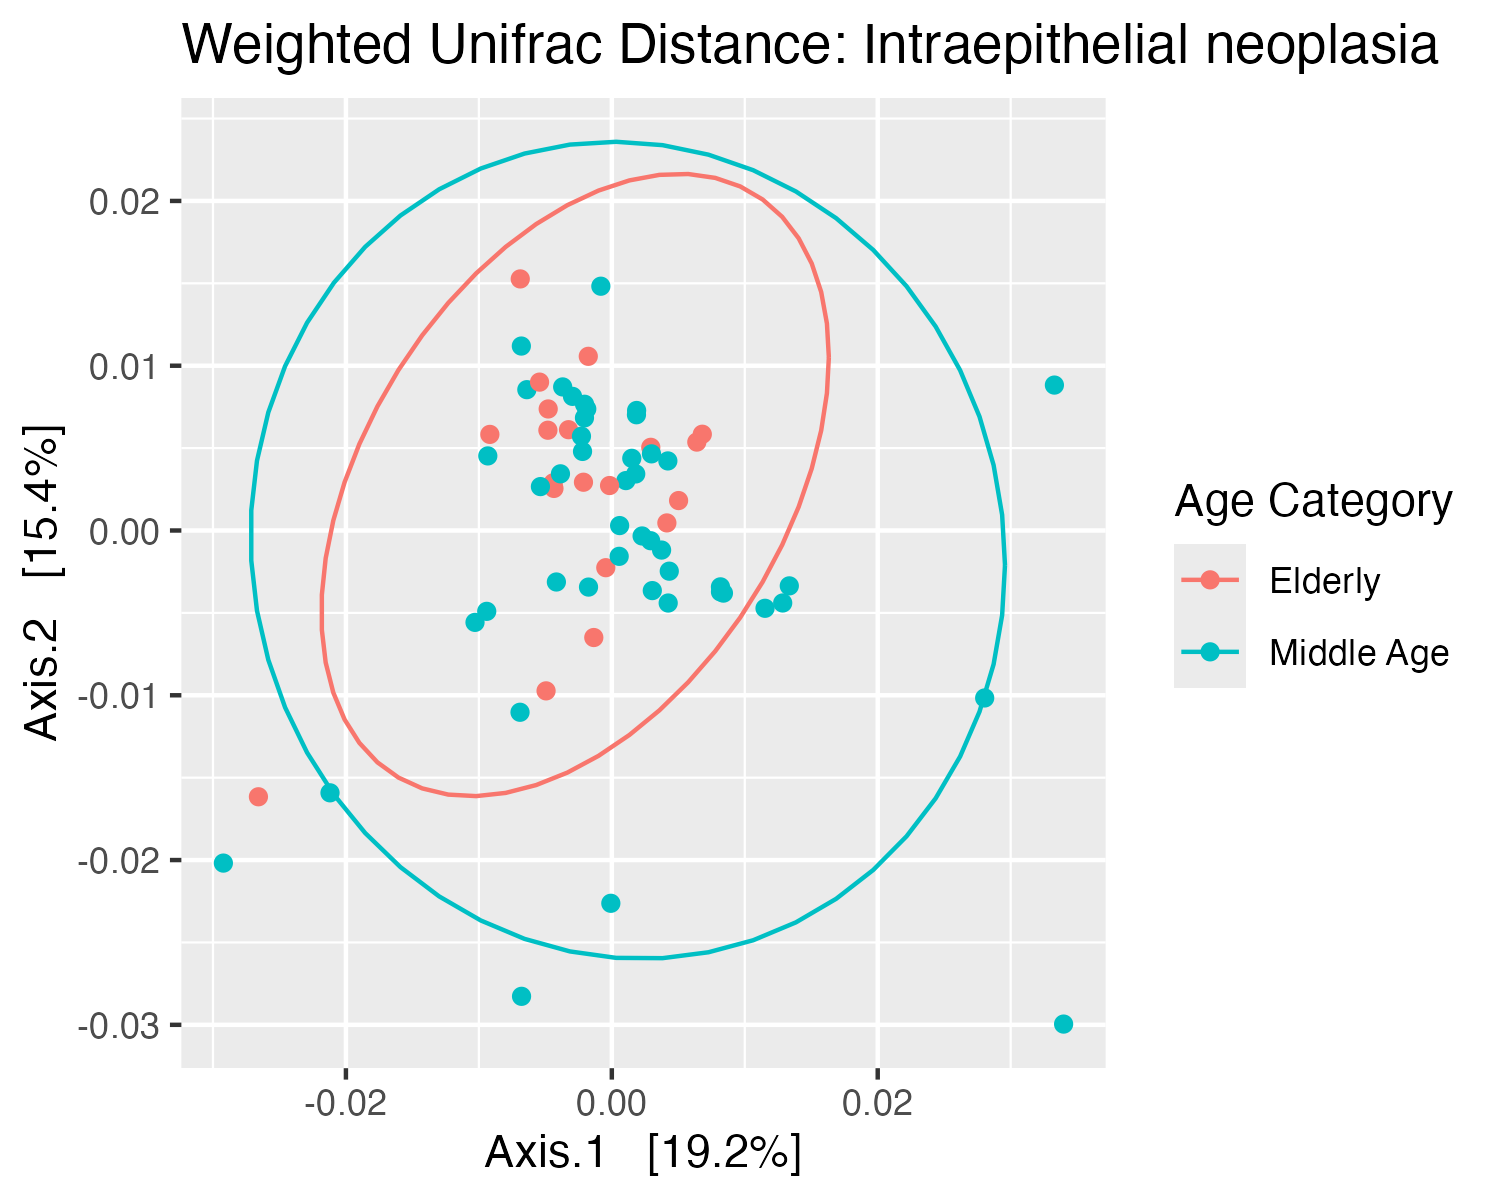 Weighted Unifrac Distance: Intraepithelial neoplasia
0.02
0.01
0.00
-0.01
-0.02
-0.03
Axis.2 [15.4%]
-0.02 0.00 0.02
Axis.1 [19.2%]
Age Category
Elderly
Middle Age